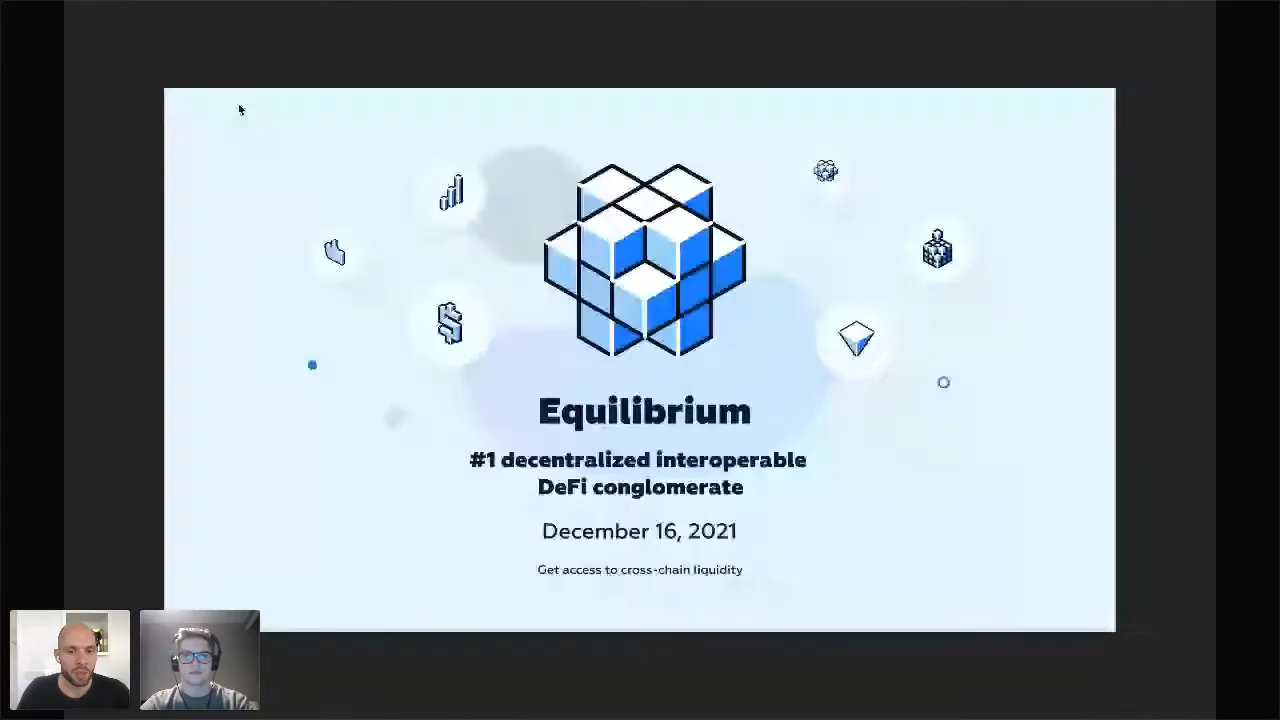 Equilibrium
#1 decentralized interoperable
DeFi conglomerate
December 16, 2021
Get access to cross-chain liquidity